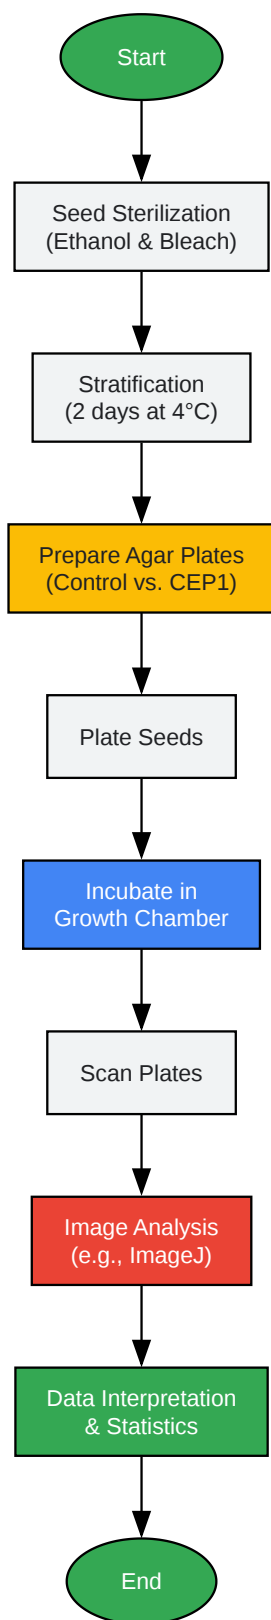 Start
Seed Sterilization
(Ethanol & Bleach)
Stratification
(2 days at 4°C)
Prepare Agar Plates
(Control vs. CEP1)
Plate Seeds
Incubate in
Growth Chamber
Scan Plates
Image Analysis
(e.g., ImageJ)
Data Interpretation
& Statistics
End